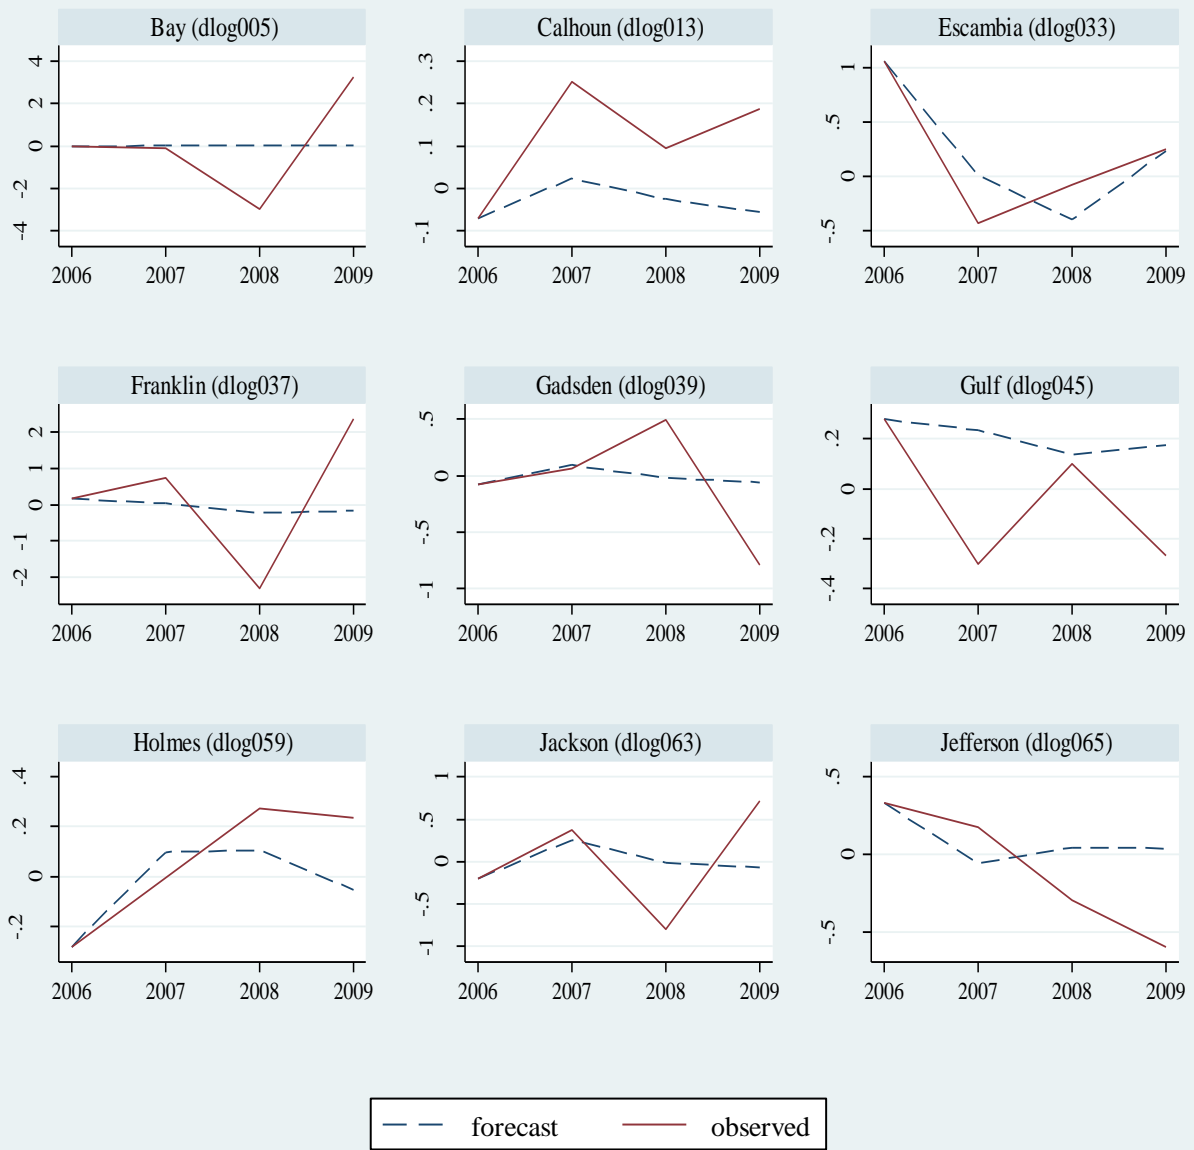 Bay (dlog005)
4
2
0
-2
-4
2006 2007 2008 2009
Calhoun (dlog013)
.3
.2
.1
0
-.1
2006 2007 2008 2009
Escambia (dlog033)
1
.5
0
-.5
2006 2007 2008 2009
Franklin (dlog037)
2
1
0
-1
-2
2006 2007 2008 2009
Gadsden (dlog039)
.5
0
-.5
-1
2006 2007 2008 2009
Gulf (dlog045)
.2
0
-.2
-.4
2006 2007 2008 2009
Holmes (dlog059)
.4
.2
0
-.2
2006 2007 2008 2009
Jackson (dlog063)
1
.5
0
-.5
-1
2006 2007 2008 2009
Jefferson (dlog065)
.5
0
-.5
2006 2007 2008 2009
forecast observed